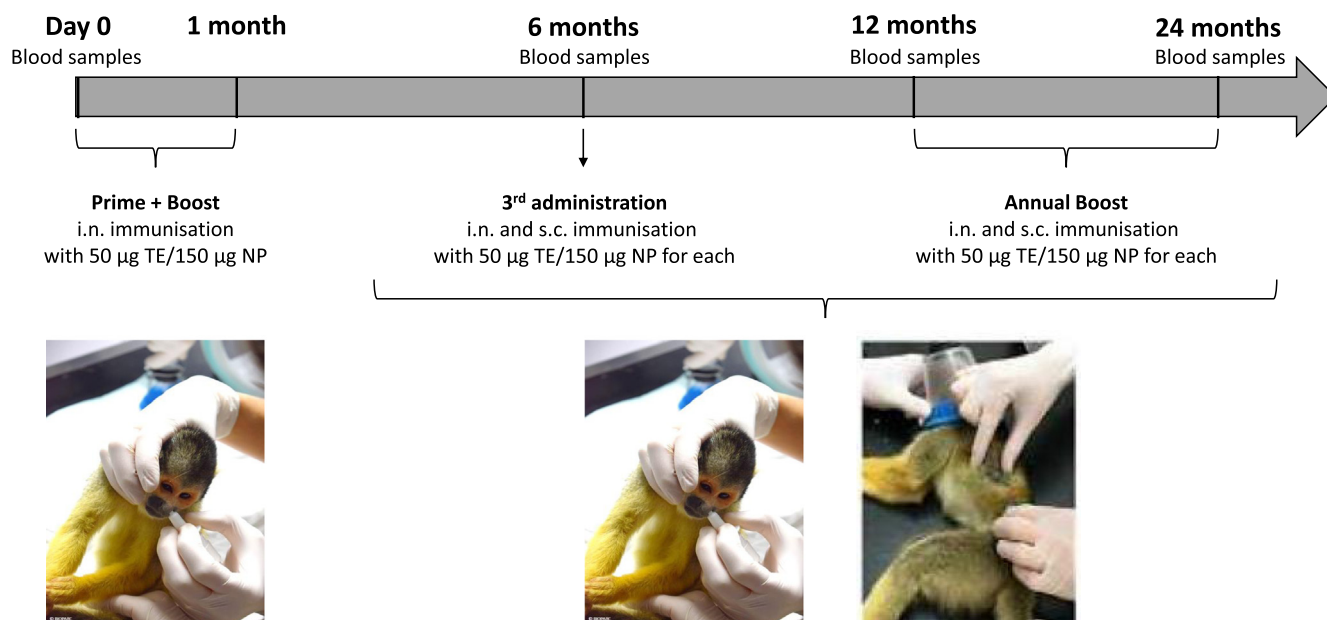 Day 0
Blood samples
1 month
6 months
Blood samples
12 months
Blood samples
24 months
Blood samples
Prime + Boost
i.n. immunisation
with 50 µg TE/150 µg NP
3rd administration
i.n. and s.c. immunisation
with 50 µg TE/150 µg NP for each
Annual Boost
i.n. and s.c. immunisation
with 50 µg TE/150 µg NP for each